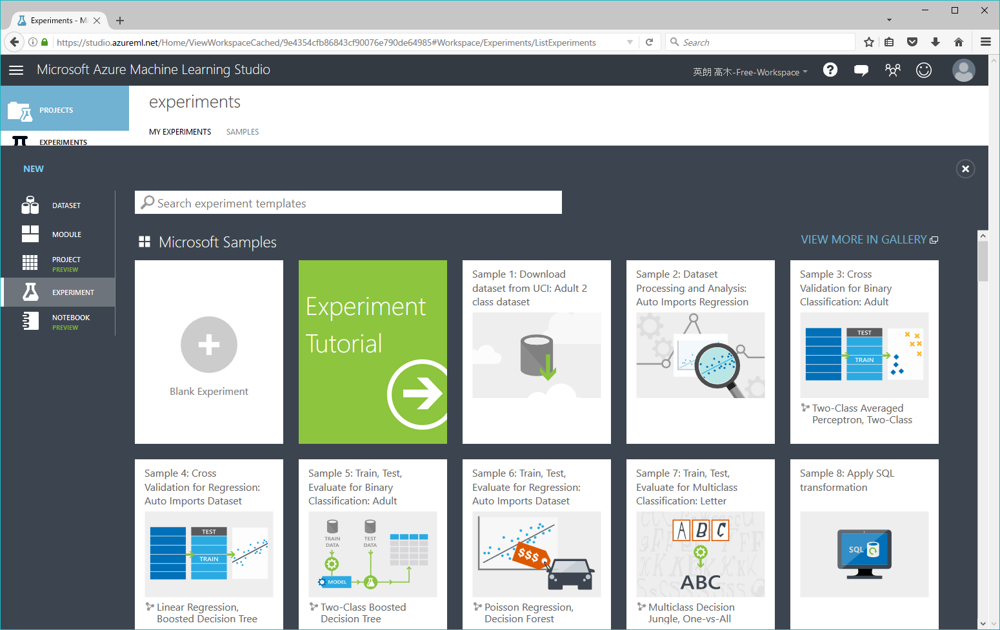 Experiments - Mi
https://studio.azureml.net/Home/ViewWorkspaceCached/9e4354cfb86843cf90076e790de64985#Workspace/Experiments/ListExperiments
Search
Microsoft Azure Machine Learning Studio
英朗 高木-Free-Workspace
PROJECTS
experiments
MY EXPERIMENTS
SAMPLES
EXPERIMENTS
NEW
DATASET
MODULE
PROJECT
PREVIEW
EXPERIMENT
NOTEBOOK
PREVIEW
Search experiment templates
Microsoft Samples
VIEW MORE IN GALLERY
Blank Experiment
Experiment
Tutorial
Sample 1: Download
dataset from UCI: Adult 2
class dataset
Sample 2: Dataset
Processing and Analysis:
Auto Imports Regression
Sample 3: Cross
Validation for Binary
Classification: Adult
TEST
TRAIN
Two-Class Averaged
Perceptron, Two-Class
Sample 4: Cross
Validation for Regression:
Auto Imports Dataset
TEST
TRAIN
Linear Regression,
Boosted Decision Tree
Sample 5: Train, Test,
Evaluate for Binary
Classification: Adult
TRAIN
DATA
TEST
DATA
MODEL
Two-Class Boosted
Decision Tree
Sample 6: Train, Test,
Evaluate for Regression:
Auto Imports Dataset
$$$
Poisson Regression,
Decision Forest
Sample 7: Train, Test,
Evaluate for Multiclass
Classification: Letter
A B C
ABC
Multiclass Decision
Jungle, One-vs-All
Sample 8: Apply SQL
transformation
SQL